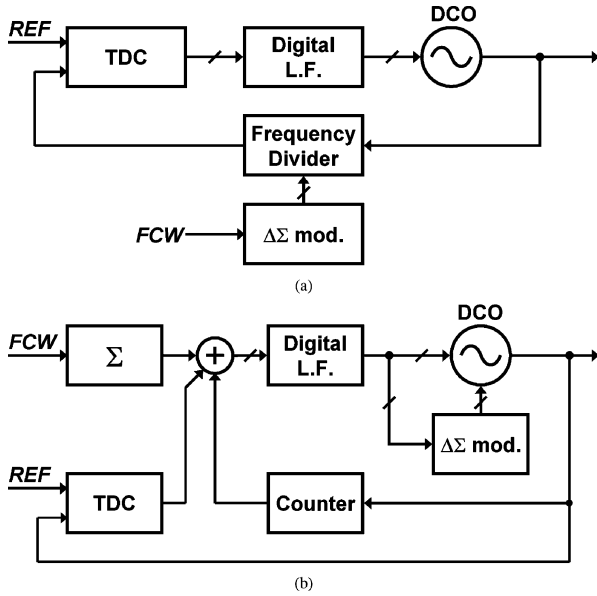 REF
DCO
TDC
Digital
L.F.
Frequency
Divider
FCW
ΔΣ mod.
(a)
DCO
FCW
Σ
+
Digital
L.F.
ΔΣ mod.
REF
TDC
Counter
(b)